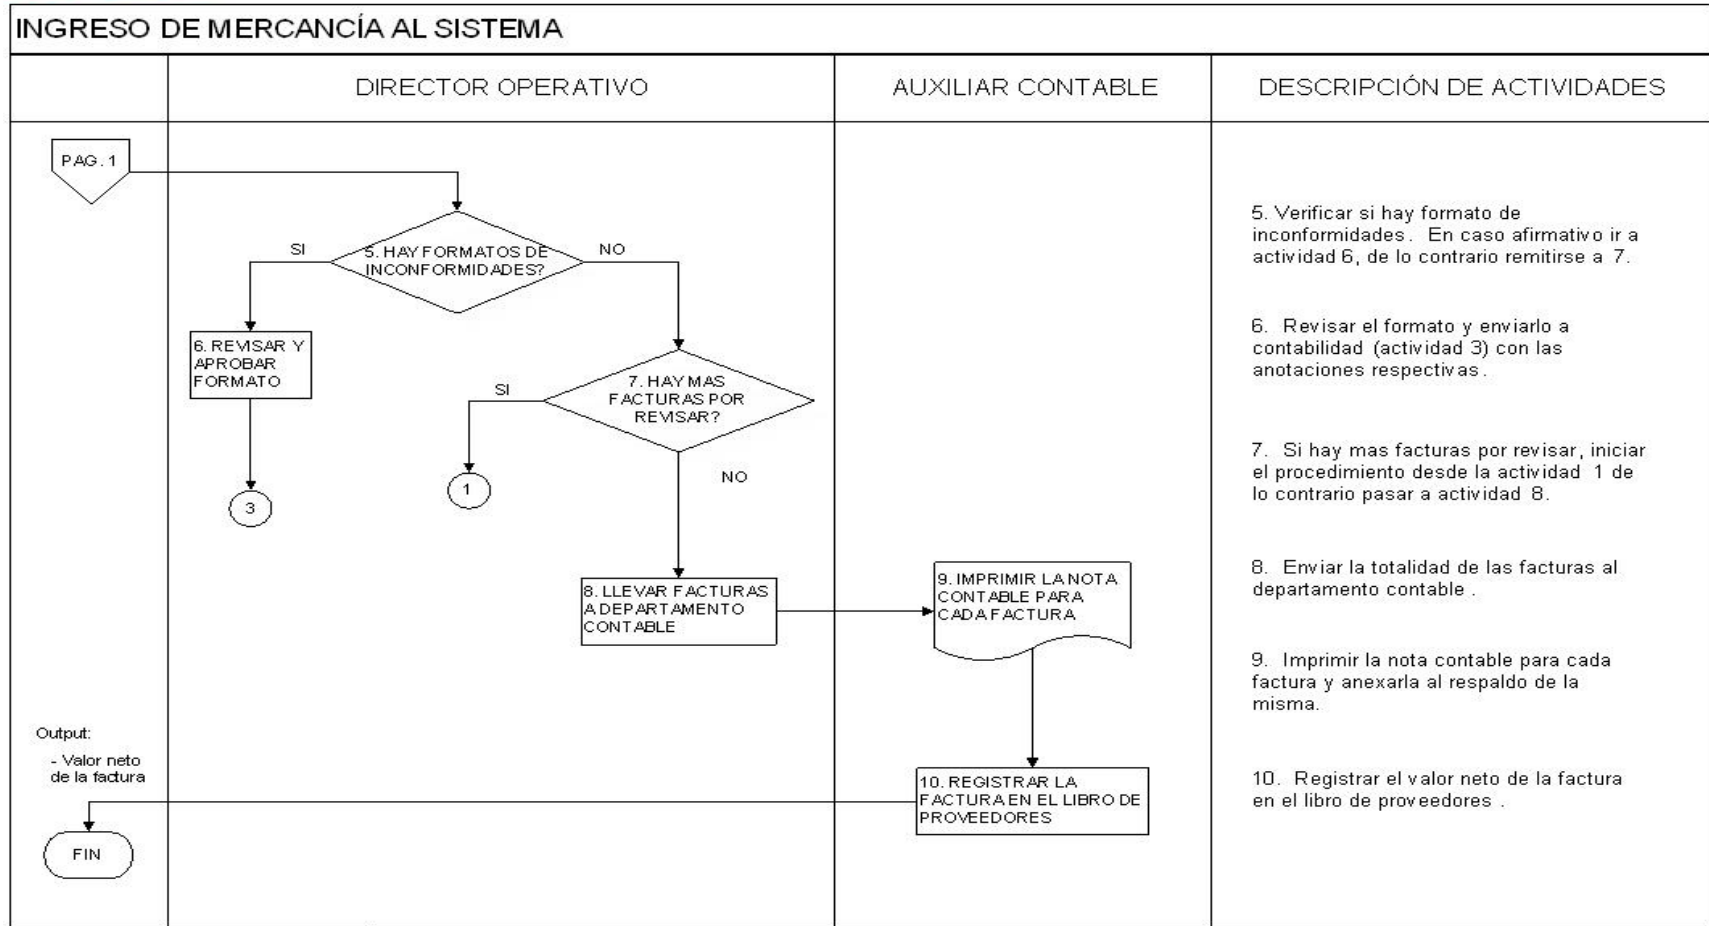 INGRESO DE MERCANCÍA AL SISTEMA
DIRECTOR OPERATIVO
AUXILIAR CONTABLE
DESCRIPCIÓN DE ACTIVIDADES
PAG. 1
5. HAY FORMATOS DE
INCONFORMIDADES?
SI
NO
6. REVISAR Y
APROBAR
FORMATO
3
7. HAY MAS
FACTURAS POR
REVISAR?
SI
1
NO
8. LLEVAR FACTURAS
A DEPARTAMENTO
CONTABLE
9. IMPRIMIR LA NOTA
CONTABLE PARA
CADA FACTURA
10. REGISTRAR LA
FACTURA EN EL LIBRO DE
PROVEEDORES
Output:
- Valor neto
de la factura
FIN
5. Verificar si hay formato de
inconformidades. En caso afirmativo ir a
actividad 6, de lo contrario remitirse a 7.
6. Revisar el formato y enviarlo a
contabilidad (actividad 3) con las
anotaciones respectivas.
7. Si hay mas facturas por revisar, iniciar
el procedimiento desde la actividad 1 de
lo contrario pasar a actividad 8.
8. Enviar la totalidad de las facturas al
departamento contable .
9. Imprimir la nota contable para cada
factura y anexarla al respaldo de la
misma.
10. Registrar el valor neto de la factura
en el libro de proveedores .